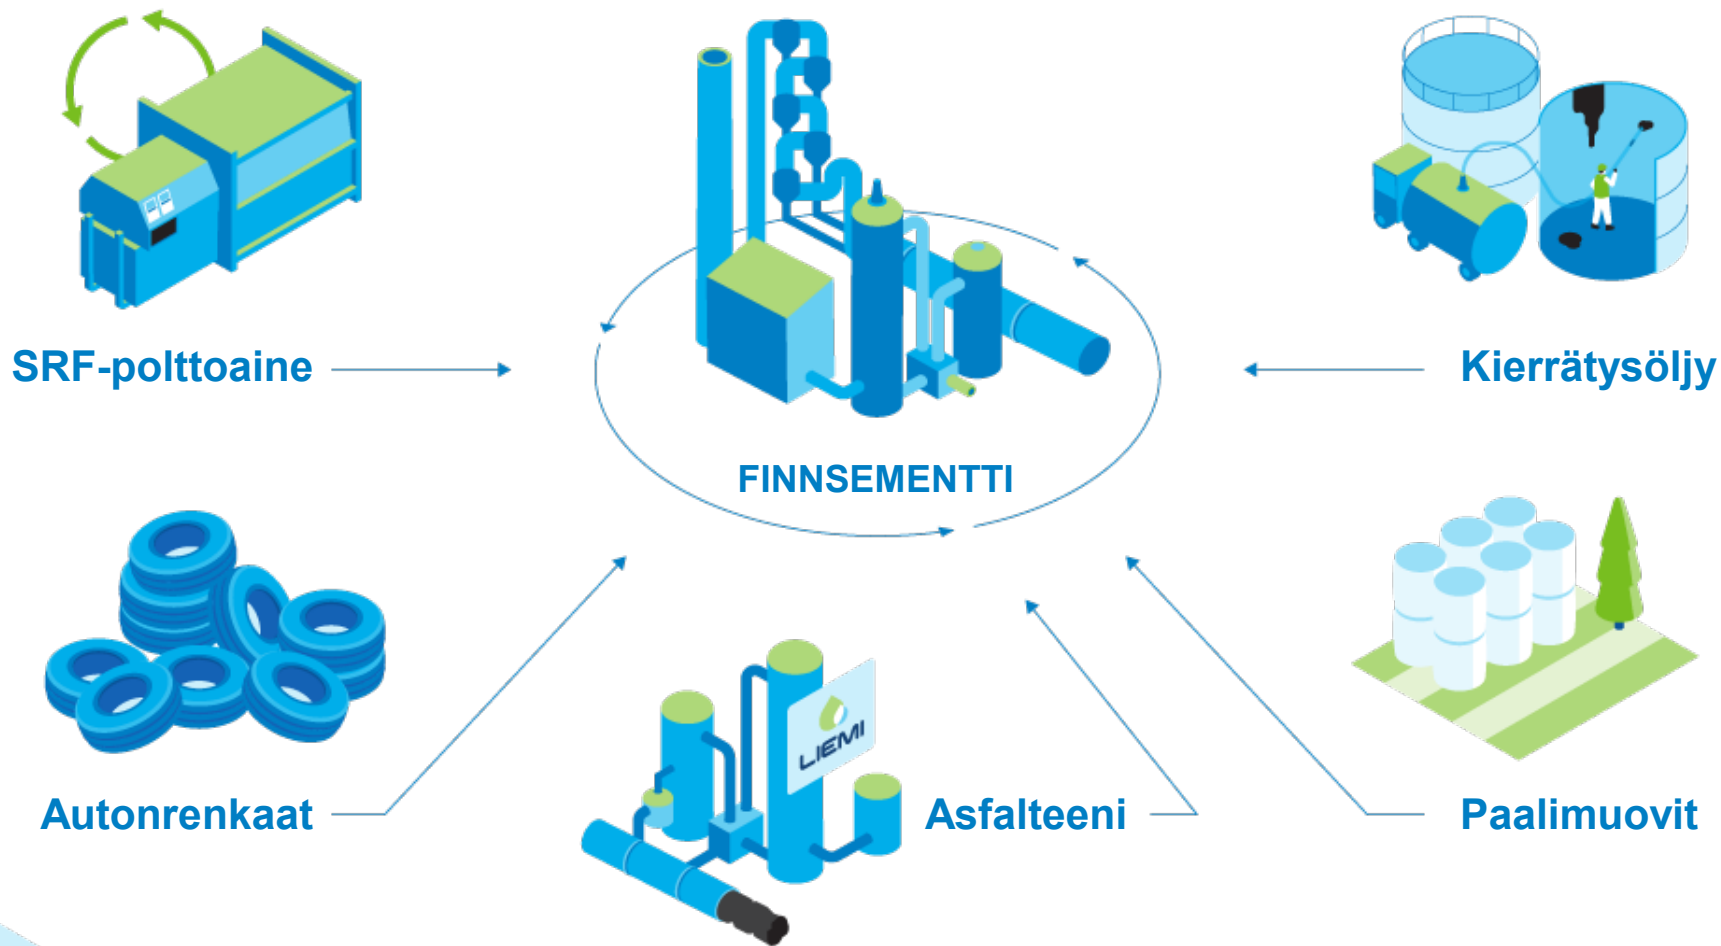 SRF-polttoaine
Kierrätysöljy
FINNSEMENTTI
LIEMI
Autonrenkaat
Asfalteeni
Paalimuovit